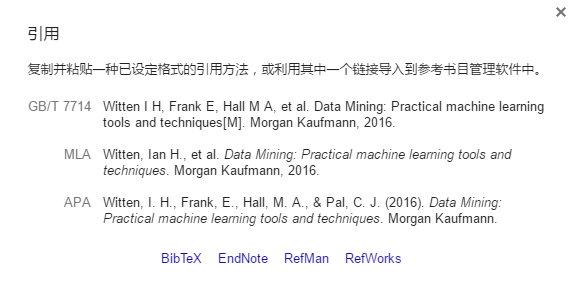 ×
引用
复制并粘贴一种已设定格式的引用方法，或利用其中一个链接导入到参考书目管理软件中。
GB/T 7714 Witten I H, Frank E, Hall M A, et al. Data Mining: Practical machine learning
tools and techniques[M]. Morgan Kaufmann, 2016.
MLA Witten, Ian H., et al. Data Mining: Practical machine learning tools and
techniques. Morgan Kaufmann, 2016.
APA Witten, I. H., Frank, E., Hall, M. A., & Pal, C. J. (2016). Data Mining:
Practical machine learning tools and techniques. Morgan Kaufmann.
BibTeX EndNote RefMan RefWorks